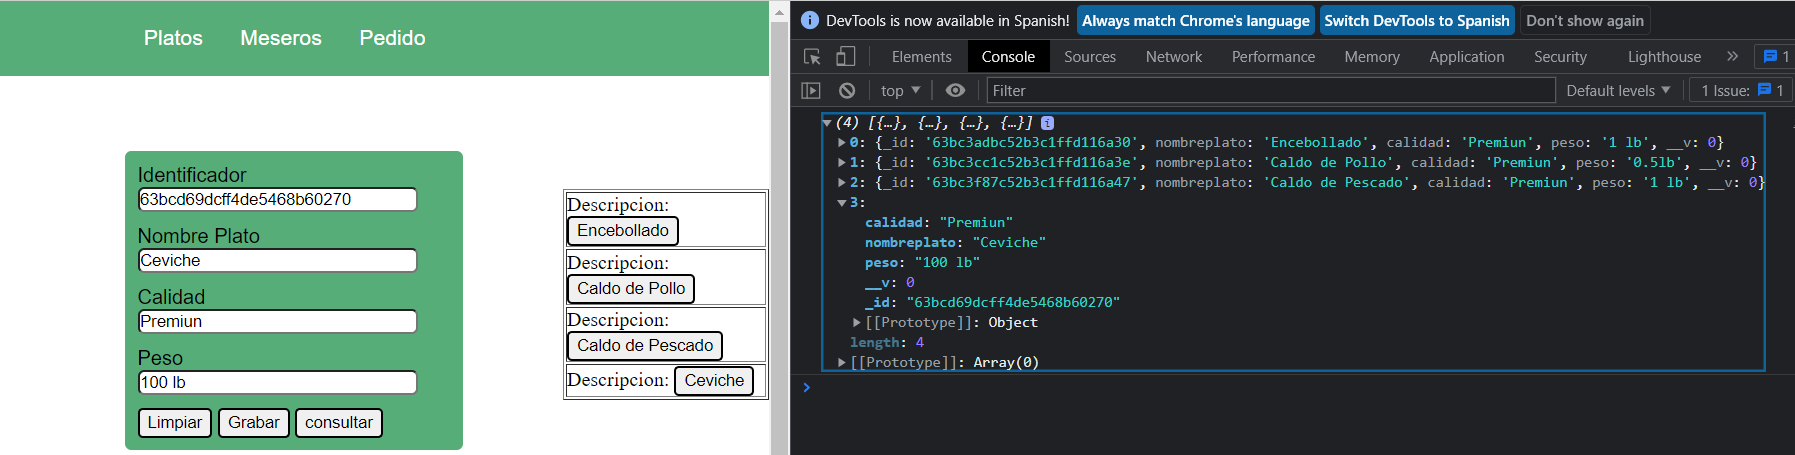 Platos Meseros Pedido
Identificador
63bcd69dcff4de5468b60270
Nombre Plato
Ceviche
Calidad
Premiun
Peso
100 lb
Limpiar Grabar consultar
Descripcion:
Encebollado
Descripcion:
Caldo de Pollo
Descripcion:
Caldo de Pescado
Descripcion: Ceviche
DevTools is now available in Spanish! Always match Chrome's language Switch DevTools to Spanish Don't show again
Elements Console Sources Network Performance Memory Application Security Lighthouse » 1
top Filter Default levels 1 Issue: 1
(4) [{…}, {…}, {…}, {…}] i
0: {_id: '63bc3adbc52b3c1ffd116a30', nombreplato: 'Encebollado', calidad: 'Premiun', peso: '1 lb', __v: 0}
1: {_id: '63bc3cc1c52b3c1ffd116a3e', nombreplato: 'Caldo de Pollo', calidad: 'Premiun', peso: '0.5lb', __v: 0}
2: {_id: '63bc3f87c52b3c1ffd116a47', nombreplato: 'Caldo de Pescado', calidad: 'Premiun', peso: '1 lb', __v: 0}
3:
calidad: "Premiun"
nombreplato: "Ceviche"
peso: "100 lb"
__v: 0
_id: "63bcd69dcff4de5468b60270"
[[Prototype]]: Object
length: 4
[[Prototype]]: Array(0)
>